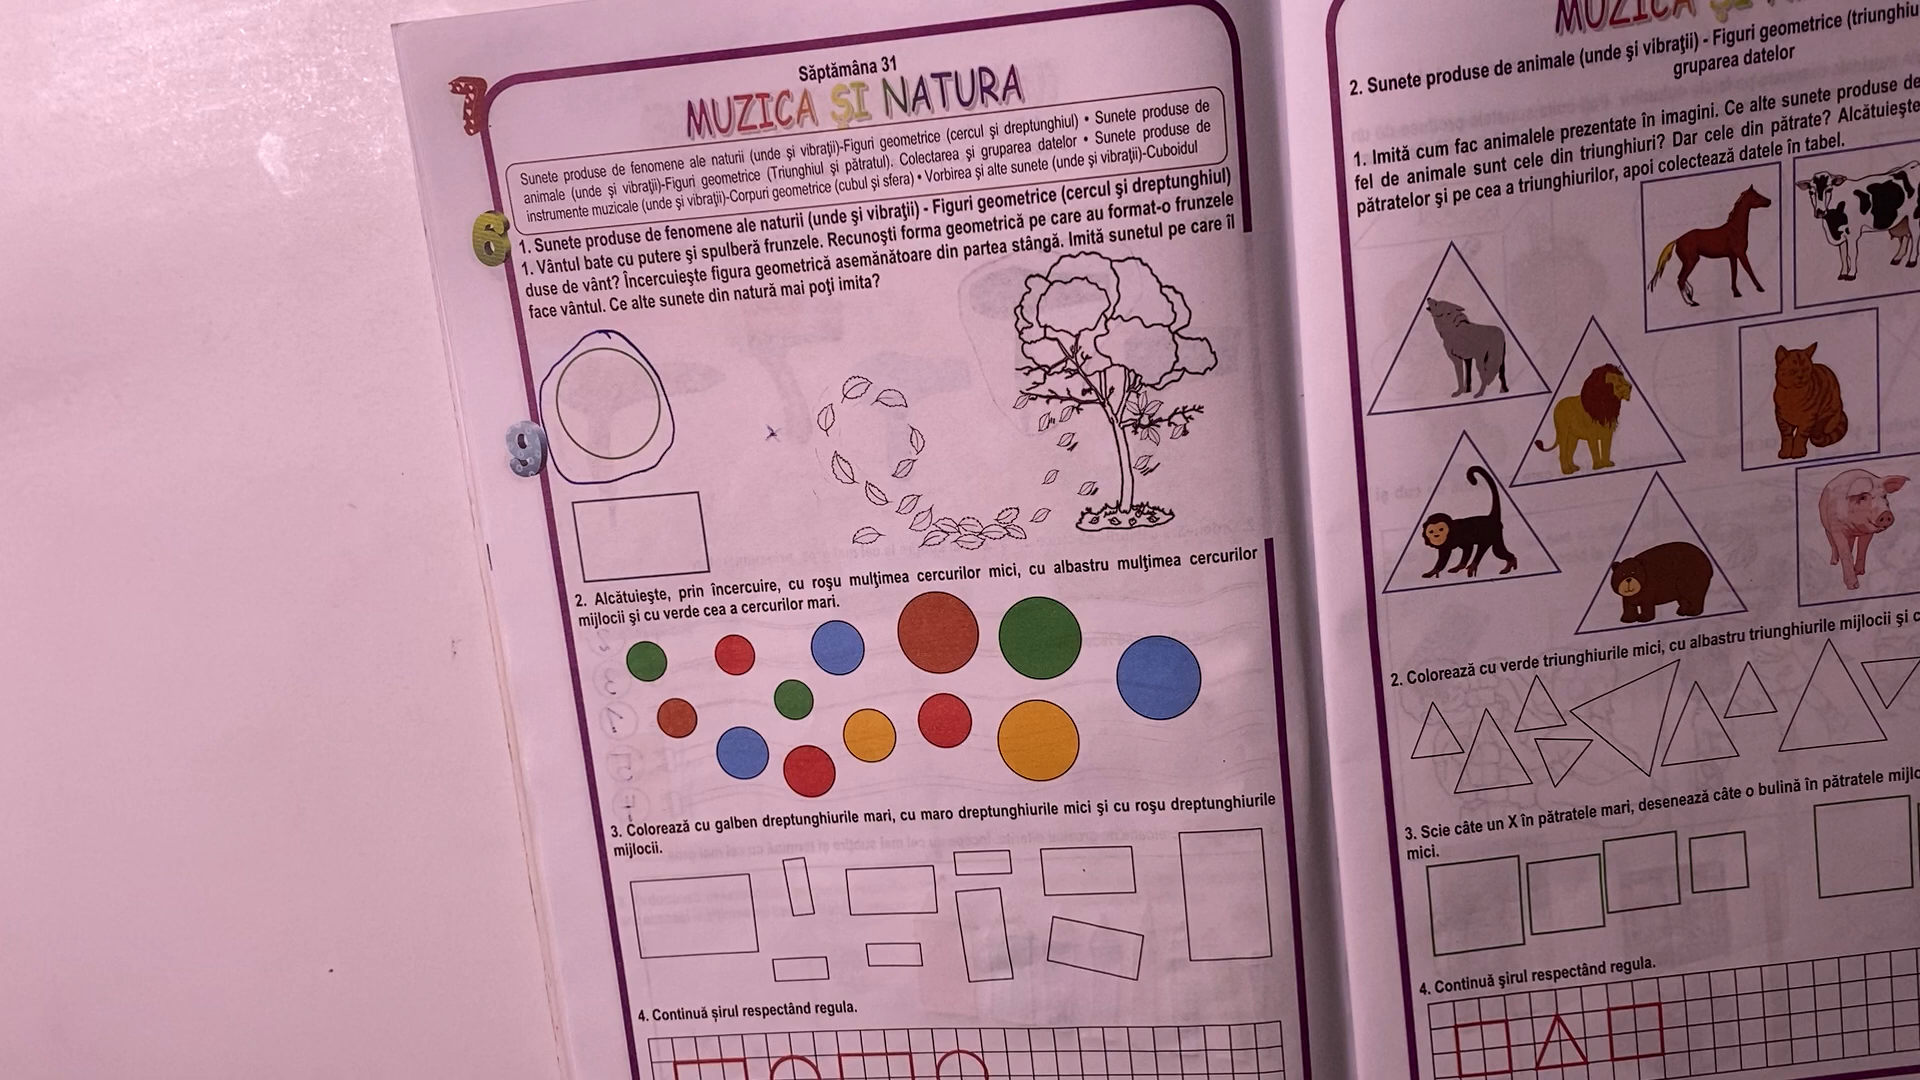 7
Săptămâna 31
MUZICA ȘI NATURA
Sunete produse de fenomene ale naturii (unde și vibrații)-Figuri geometrice (cercul și dreptunghiul) • Sunete produse de
animale (unde și vibrații)-Figuri geometrice (Triunghiul și pătratul). Colectarea și gruparea datelor • Sunete produse de
instrumente muzicale (unde și vibrații)-Corpuri geometrice (cubul și sfera) • Vorbirea și alte sunete (unde și vibrații)-Cuboidul
6
1. Sunete produse de fenomene ale naturii (unde și vibrații) - Figuri geometrice (cercul și dreptunghiul)
1. Vântul bate cu putere și spulberă frunzele. Recunoști forma geometrică pe care au format-o frunzele
duse de vânt? Încercuiește figura geometrică asemănătoare din partea stângă. Imită sunetul pe care îl
face vântul. Ce alte sunete din natură mai poți imita?
9
2. Alcătuiește, prin încercuire, cu roșu mulțimea cercurilor mici, cu albastru mulțimea cercurilor
mijlocii și cu verde cea a cercurilor mari.
3. Colorează cu galben dreptunghiurile mari, cu maro dreptunghiurile mici și cu roșu dreptunghiurile
mijlocii.
4. Continuă șirul respectând regula.
MUZICA ȘI
2. Sunete produse de animale (unde și vibrații) - Figuri geometrice (triunghiu
gruparea datelor
1. Imită cum fac animalele prezentate în imagini. Ce alte sunete produse de
fel de animale sunt cele din triunghiuri? Dar cele din pătrate? Alcătuiește
pătratelor și pe cea a triunghiurilor, apoi colectează datele în tabel.
2. Colorează cu verde triunghiurile mici, cu albastru triunghiurile mijlocii și c
3. Scie câte un X în pătratele mari, desenează câte o bulină în pătratele mijlo
mici.
4. Continuă șirul respectând regula.